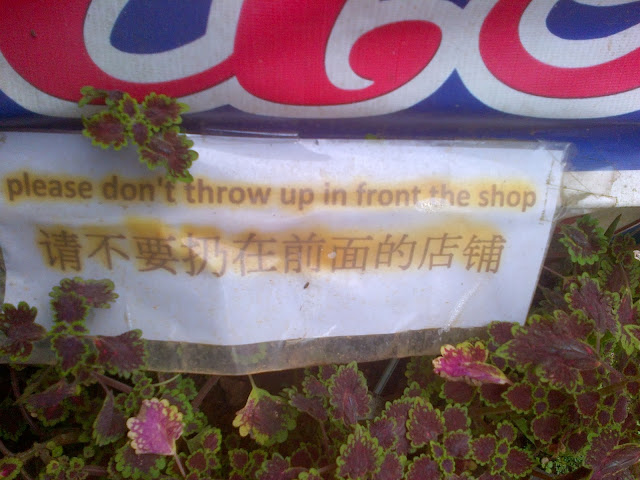 please don't throw up in front the shop
请不要扔在前面的店铺